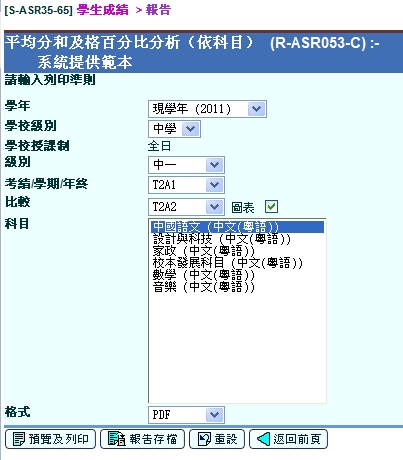 [S-ASR35-65] 學生成績 > 報告
平均分和及格百分比分析（依科目） (R-ASR053-C) :-
系統提供範本
請輸入列印準則
學年 現學年 (2011)
學校級別 中學
學校授課制 全日
級別 中一
考績/學期/年終 T2A1
比較 T2A2 圖表
科目
中國語文 (中文(粵語))
設計與科技 (中文(粵語))
家政 (中文(粵語))
校本發展科目 (中文(粵語))
數學 (中文(粵語))
音樂 (中文(粵語))
格式 PDF
預覽及列印 報告存檔 重設 返回前頁